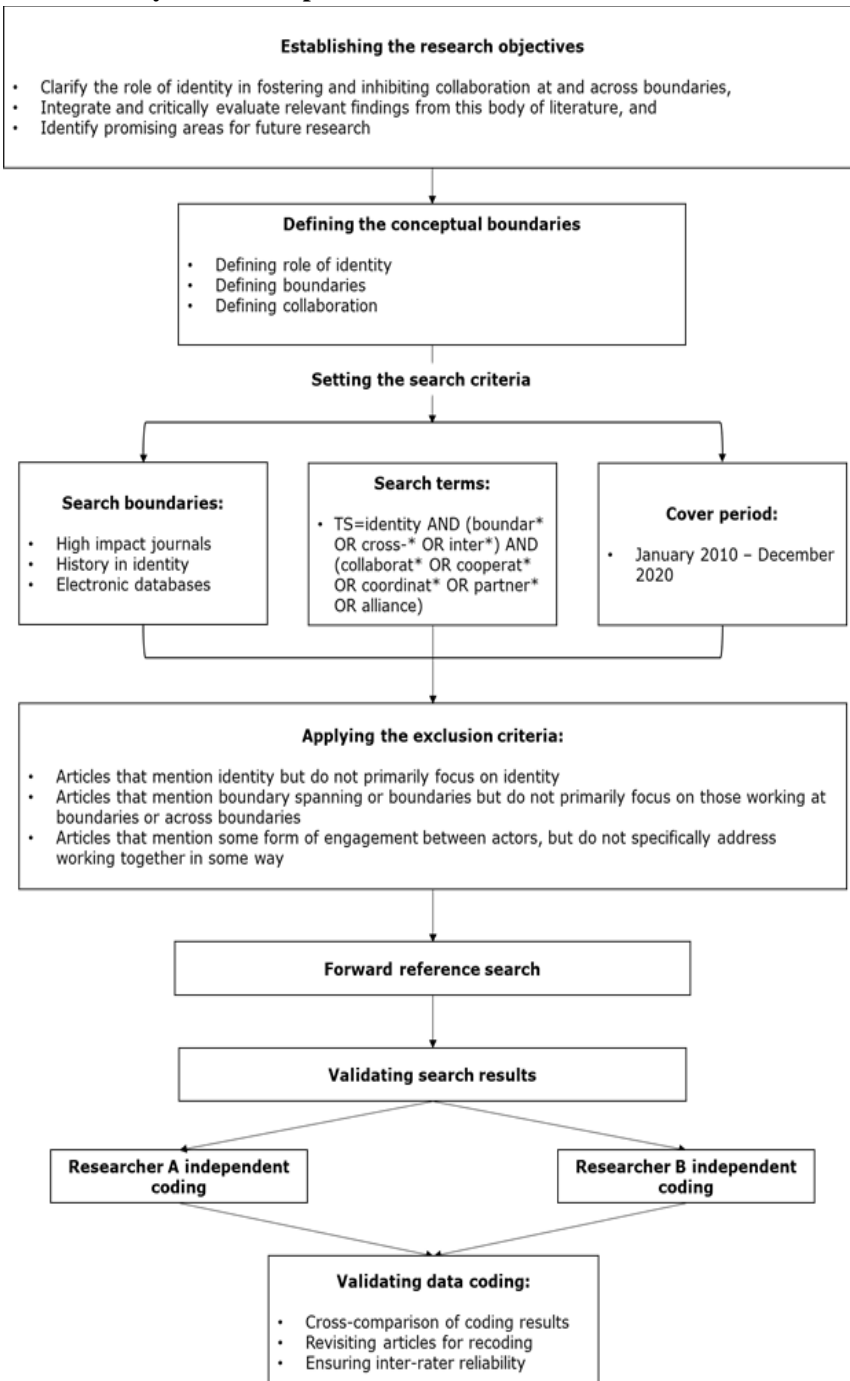 Establishing the research objectives
• Clarify the role of identity in fostering and inhibiting collaboration at and across boundaries,
• Integrate and critically evaluate relevant findings from this body of literature, and
• Identify promising areas for future research
Defining the conceptual boundaries
• Defining role of identity
• Defining boundaries
• Defining collaboration
Setting the search criteria
Search boundaries:
• High impact journals
• History in identity
• Electronic databases
Search terms:
• TS=identity AND (boundar*
OR cross-* OR inter*) AND
(collaborat* OR cooperat*
OR coordinat* OR partner*
OR alliance)
Cover period:
• January 2010 – December
2020
Applying the exclusion criteria:
• Articles that mention identity but do not primarily focus on identity
• Articles that mention boundary spanning or boundaries but do not primarily focus on those working at
boundaries or across boundaries
• Articles that mention some form of engagement between actors, but do not specifically address
working together in some way
Forward reference search
Validating search results
Researcher A independent
coding
Researcher B independent
coding
Validating data coding:
• Cross-comparison of coding results
• Revisiting articles for recoding
• Ensuring inter-rater reliability